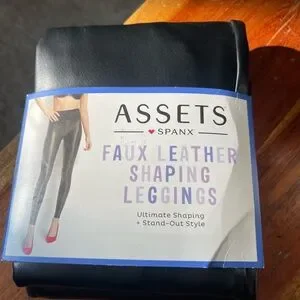 ASSETS
SPANX
FAUX LEATHER
SHAPING
LEGGINGS
Ultimate Shaping
+ Stand-Out Style